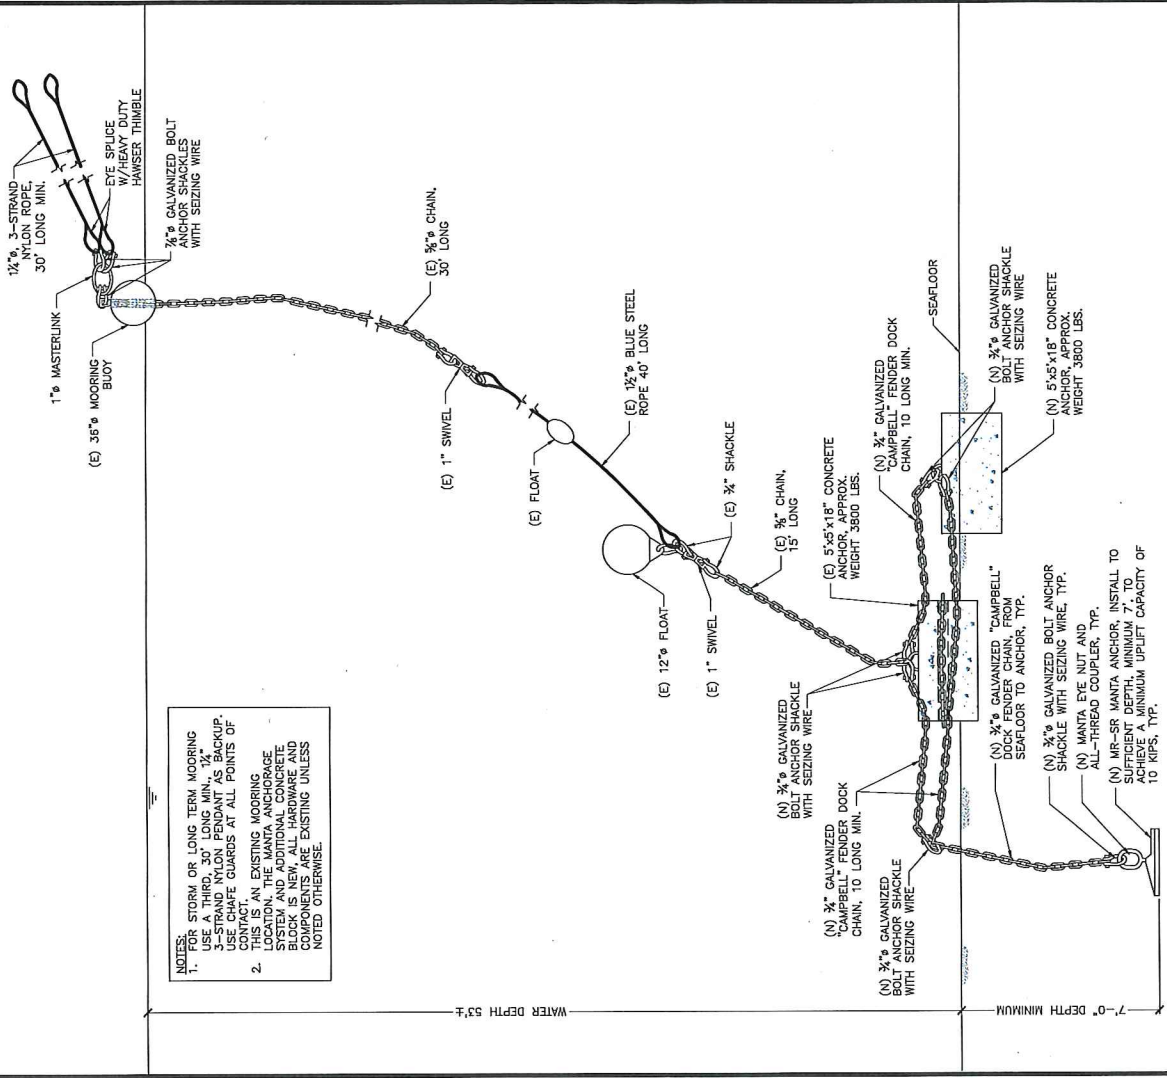 1¼"ø, 3-STRAND
NYLON ROPE,
30' LONG MIN.
EYE SPLICE
W/HEAVY DUTY
HAWSER THIMBLE
1"ø MASTERLINK
(E) 36"ø MOORING
BUOY
⅞"ø GALVANIZED BOLT
ANCHOR SHACKLES
WITH SEIZING WIRE
(E) ⅝"ø CHAIN,
30' LONG
(E) 1" SWIVEL
(E) FLOAT
(E) 1½"ø BLUE STEEL
ROPE 40' LONG
(E) 12"ø FLOAT
(E) 1" SWIVEL
(E) ¾" SHACKLE
(E) ⅝" CHAIN,
15' LONG
(E) 5'x5'x18" CONCRETE
ANCHOR, APPROX.
WEIGHT 3800 LBS.
(N) ¾" GALVANIZED
"CAMPBELL" FENDER DOCK
CHAIN, 10 LONG MIN.
SEAFLOOR
(N) ¾"ø GALVANIZED
BOLT ANCHOR SHACKLE
WITH SEIZING WIRE
(N) 5'x5'x18" CONCRETE
ANCHOR, APPROX.
WEIGHT 3800 LBS.
NOTES:
1. FOR STORM OR LONG TERM MOORING
USE A THIRD, 30' LONG MIN., 1¼"
3-STRAND NYLON PENDANT AS BACKUP.
USE CHAFE GUARDS AT ALL POINTS OF
CONTACT.
2. THIS IS AN EXISTING MOORING
LOCATION. THE MANTA ANCHORAGE
SYSTEM AND ADDITIONAL CONCRETE
BLOCK IS NEW, ALL HARDWARE AND
COMPONENTS ARE EXISTING UNLESS
NOTED OTHERWISE.
(N) ¾"ø GALVANIZED
BOLT ANCHOR SHACKLE
WITH SEIZING WIRE
(N) ¾" GALVANIZED
"CAMPBELL" FENDER DOCK
CHAIN, 10 LONG MIN.
(N) ¾"ø GALVANIZED
BOLT ANCHOR SHACKLE
WITH SEIZING WIRE
(N) ¾"ø GALVANIZED "CAMPBELL"
DOCK FENDER CHAIN, FROM
SEAFLOOR TO ANCHOR, TYP.
(N) ¾"ø GALVANIZED BOLT ANCHOR
SHACKLE WITH SEIZING WIRE, TYP.
(N) MANTA EYE NUT AND
ALL-THREAD COUPLER, TYP.
(N) MR-SR MANTA ANCHOR, INSTALL TO
SUFFICIENT DEPTH, MINIMUM 7', TO
ACHIEVE A MINIMUM UPLIFT CAPACITY OF
10 KIPS, TYP.
WATER DEPTH 53'±
7'-0" DEPTH MINIMUM